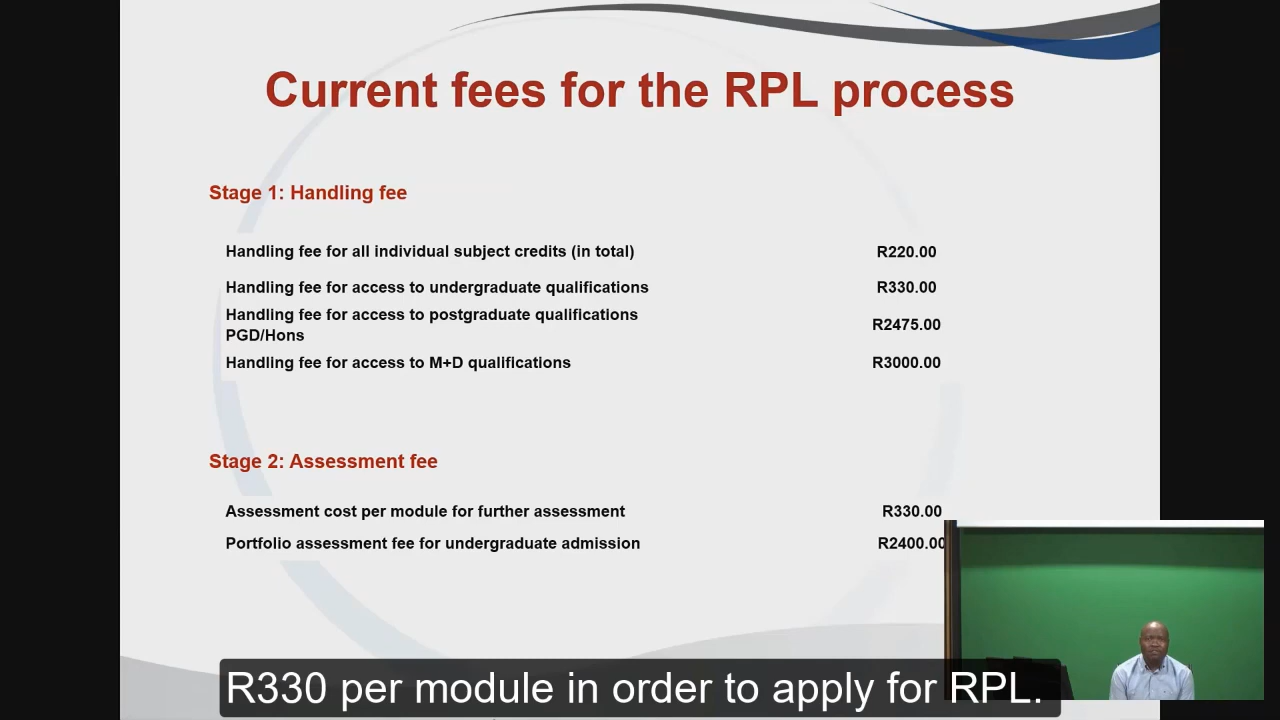 Current fees for the RPL process
Stage 1: Handling fee
Handling fee for all individual subject credits (in total) R220.00
Handling fee for access to undergraduate qualifications R330.00
Handling fee for access to postgraduate qualifications
PGD/Hons R2475.00
Handling fee for access to M+D qualifications R3000.00
Stage 2: Assessment fee
Assessment cost per module for further assessment R330.00
Portfolio assessment fee for undergraduate admission R2400.00
R330 per module in order to apply for RPL.